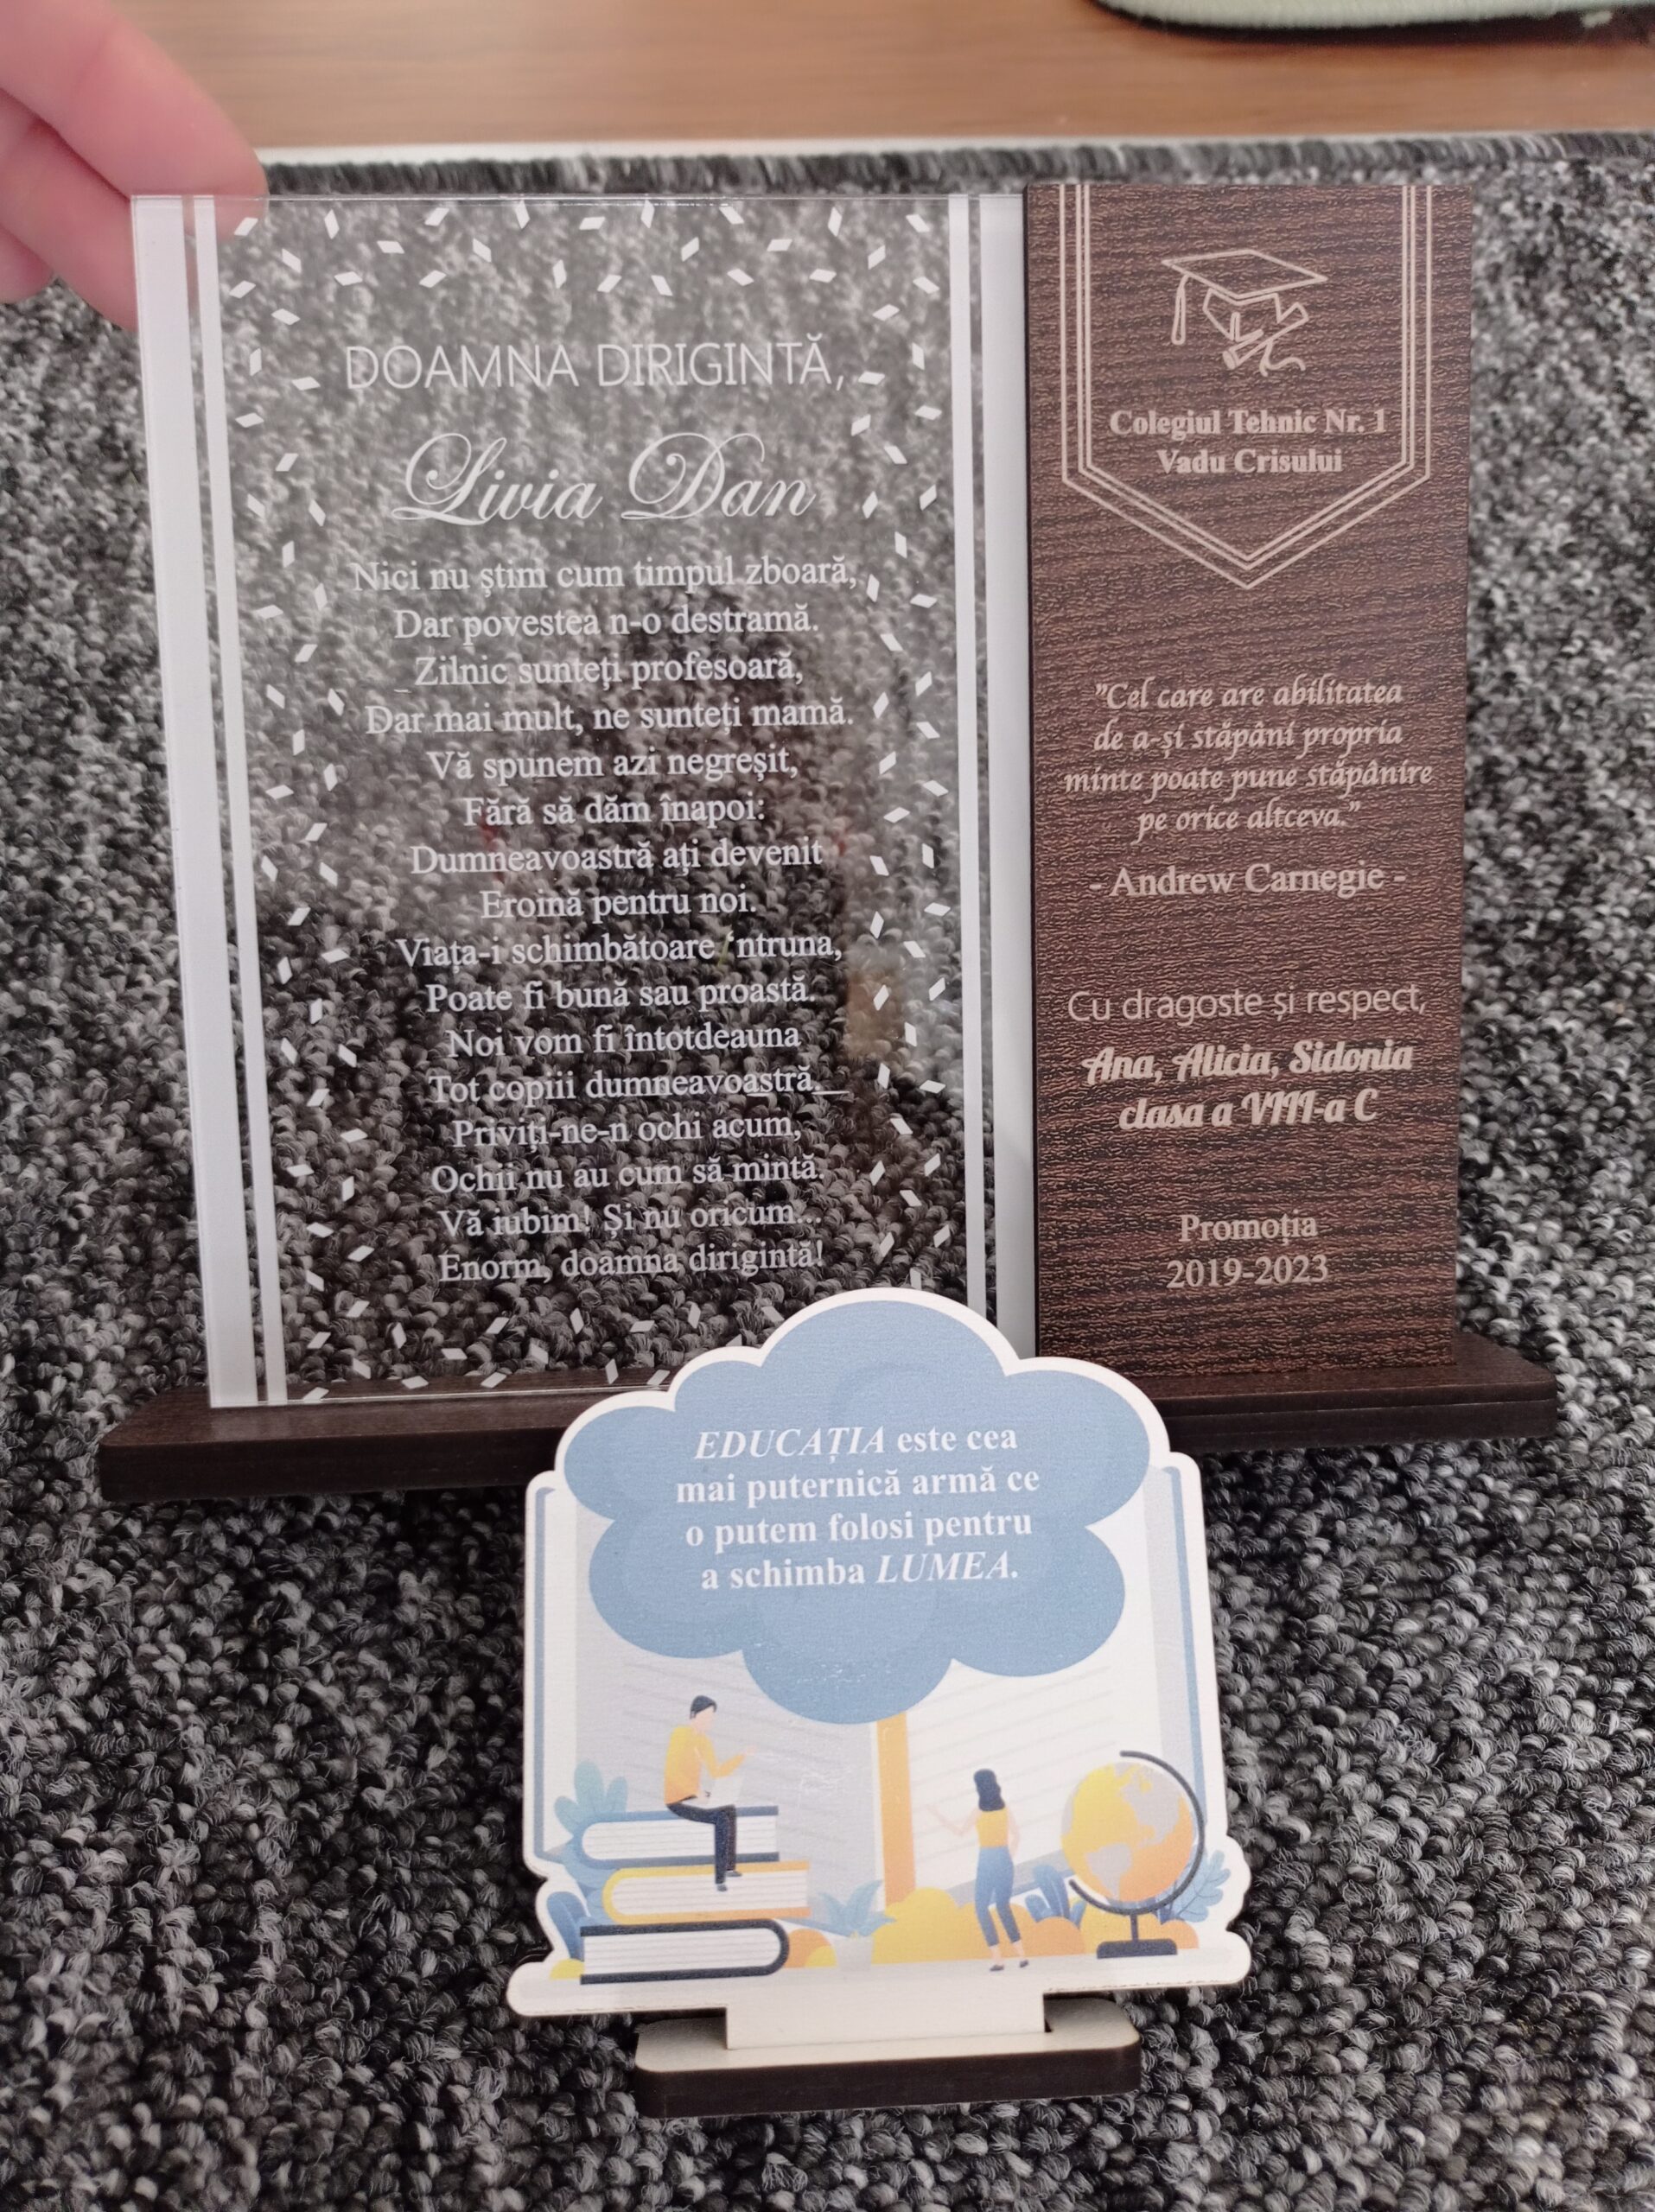 DOAMNA DIRIGINTĂ,
Livia Dan
Nici nu știm cum timpul zboară,
Dar povestea n-o destramă.
Zilnic sunteți profesoară,
Dar mai mult, ne sunteți mamă.
Vă spunem azi negreșit,
Fără să dăm înapoi:
Dumneavoastră ați devenit
Eroină pentru noi.
Viața-i schimbătoare 'ntruna,
Poate fi bună sau proastă.
Noi vom fi întotdeauna
Tot copiii dumneavoastră.
Priviți-ne-n ochi acum,
Ochii nu au cum să mintă.
Vă iubim! Și nu oricum...
Enorm, doamna dirigintă!
Colegiul Tehnic Nr. 1
Vadu Crisului
"Cel care are abilitatea
de a-și stăpâni propria
minte poate pune stăpânire
pe orice altceva."
- Andrew Carnegie -
Cu dragoste și respect,
Ana, Alicia, Sidonia
clasa a VIII-a C
Promoția
2019-2023
EDUCAȚIA este cea
mai puternică armă ce
o putem folosi pentru
a schimba LUMEA.